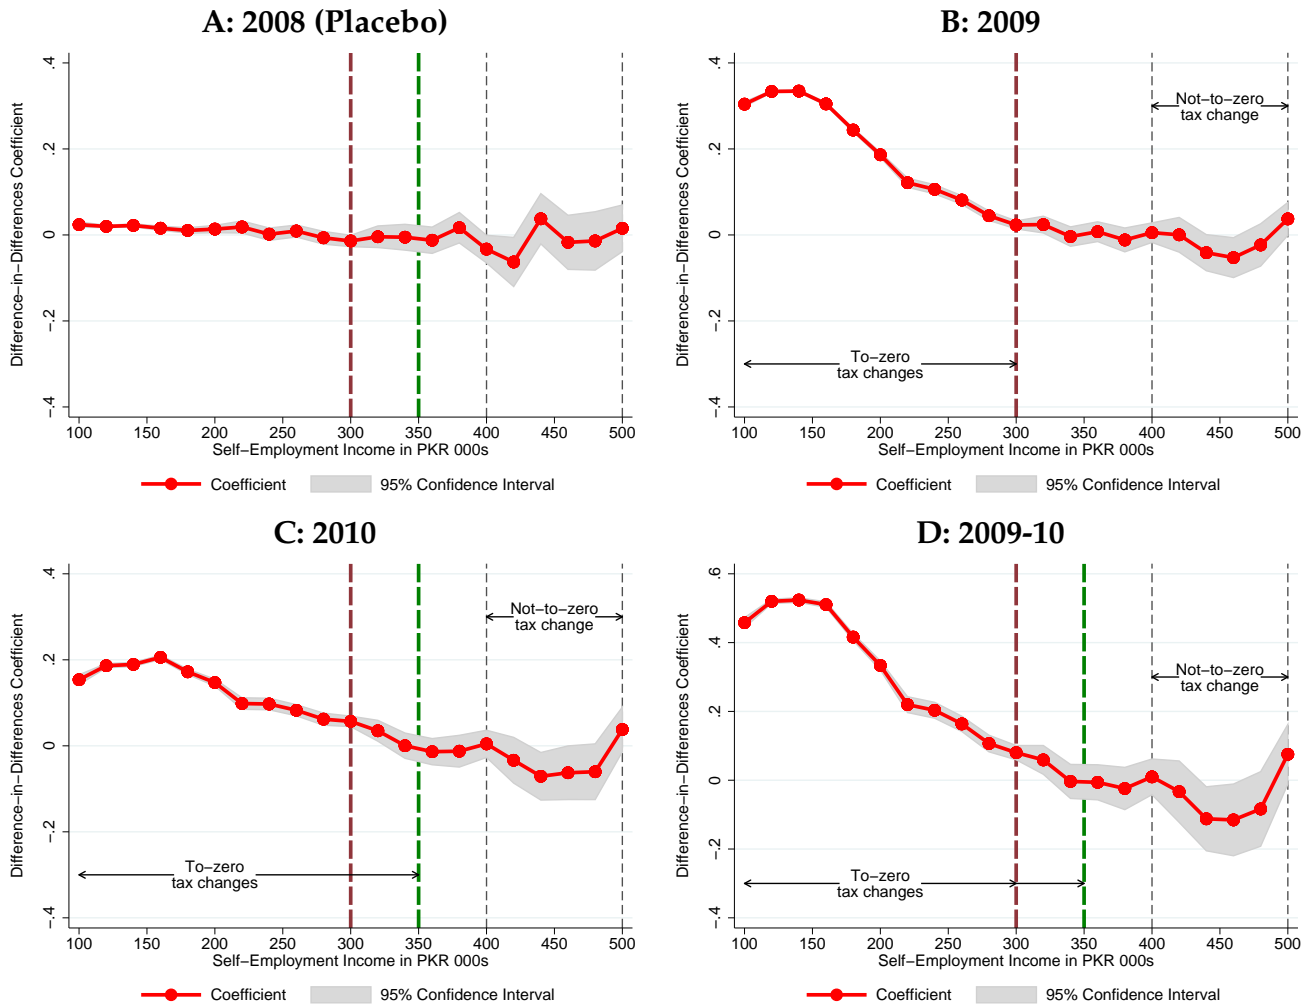 A: 2008 (Placebo)
Difference-in-Differences Coefficient
.4
.2
0
-.2
-.4
100 150 200 250 300 350 400 450 500
Self-Employment Income in PKR 000s
Coefficient 95% Confidence Interval
B: 2009
Difference-in-Differences Coefficient
.4
.2
0
-.2
-.4
Not-to-zero
tax change
To-zero
tax changes
100 150 200 250 300 350 400 450 500
Self-Employment Income in PKR 000s
Coefficient 95% Confidence Interval
C: 2010
Difference-in-Differences Coefficient
.4
.2
0
-.2
-.4
Not-to-zero
tax change
To-zero
tax changes
100 150 200 250 300 350 400 450 500
Self-Employment Income in PKR 000s
Coefficient 95% Confidence Interval
D: 2009-10
Difference-in-Differences Coefficient
.6
.4
.2
0
-.2
-.4
Not-to-zero
tax change
To-zero
tax changes
100 150 200 250 300 350 400 450 500
Self-Employment Income in PKR 000s
Coefficient 95% Confidence Interval